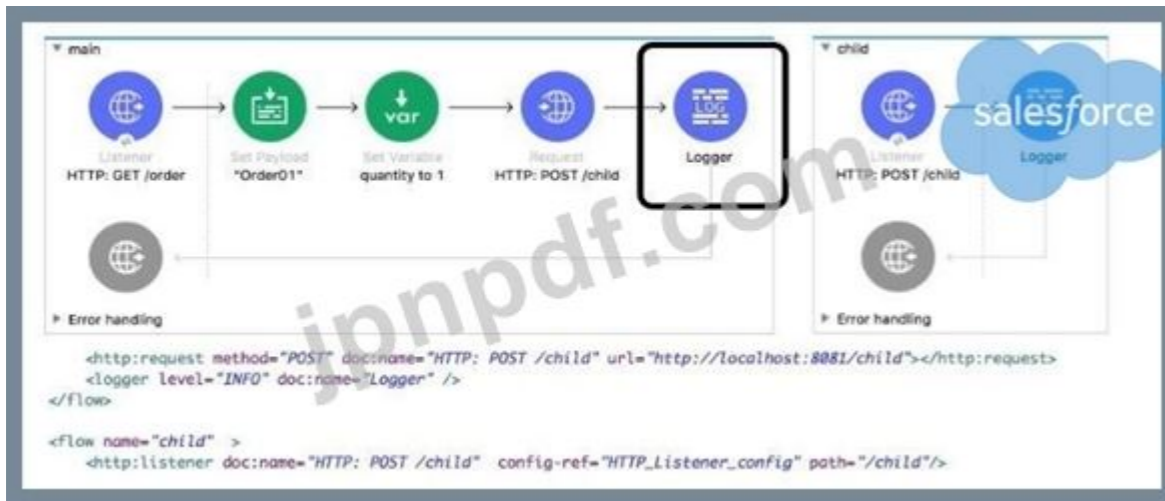 main
child
LOG
var
LOG
salesforce
Listener
Set Payload
Set Variable
Request
Logger
Listener
Logger
HTTP: GET /order
"Order01"
quantity to 1
HTTP: POST /child
HTTP: POST /child
jpnpdf.com
Error handling
Error handling
<http:request method="POST" doc:name="HTTP: POST /child" url="http://localhost:8081/child"></http:request>
<logger level="INFO" doc:name="Logger" />
</flow>
<flow name="child" >
<http:listener doc:name="HTTP: POST /child" config-ref="HTTP_Listener_config" path="/child"/>